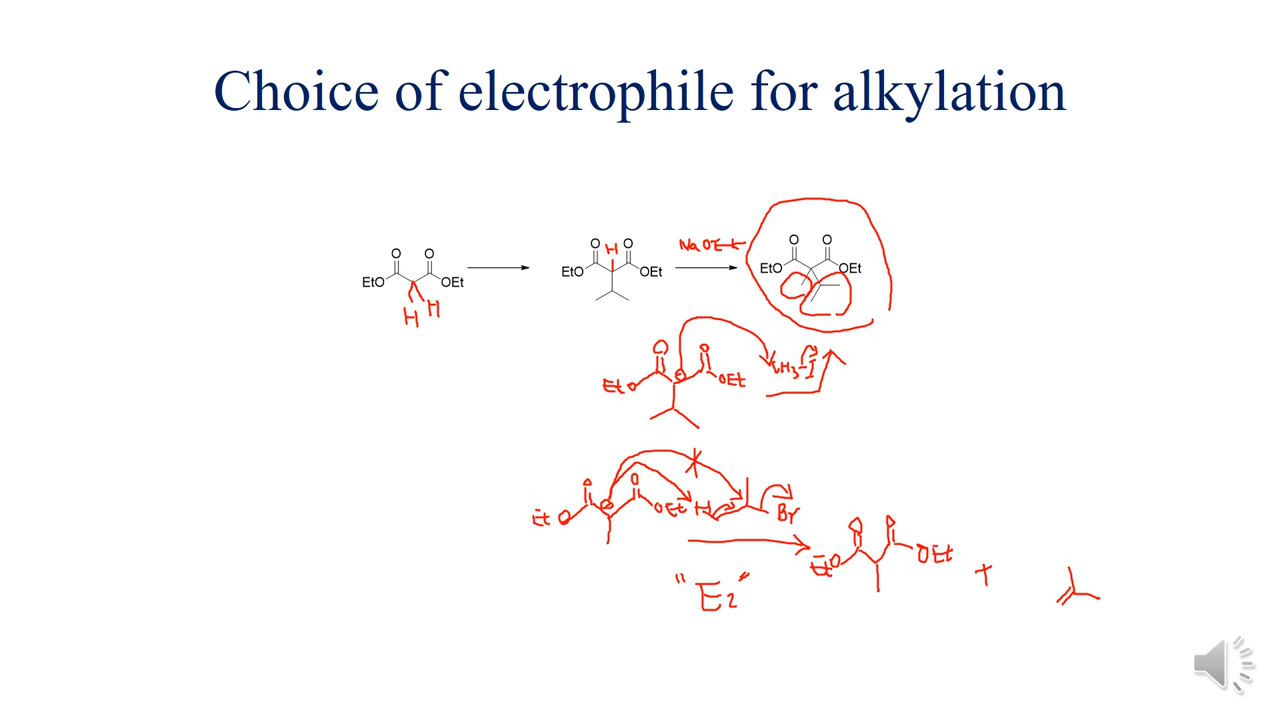 Choice of electrophile for alkylation
O O O H O NaOEt O O
EtO OEt EtO OEt EtO OEt
H H
O O CH3-I
EtO OEt
O O
EtO OEt H Br
O O
EtO OEt +
"E2"